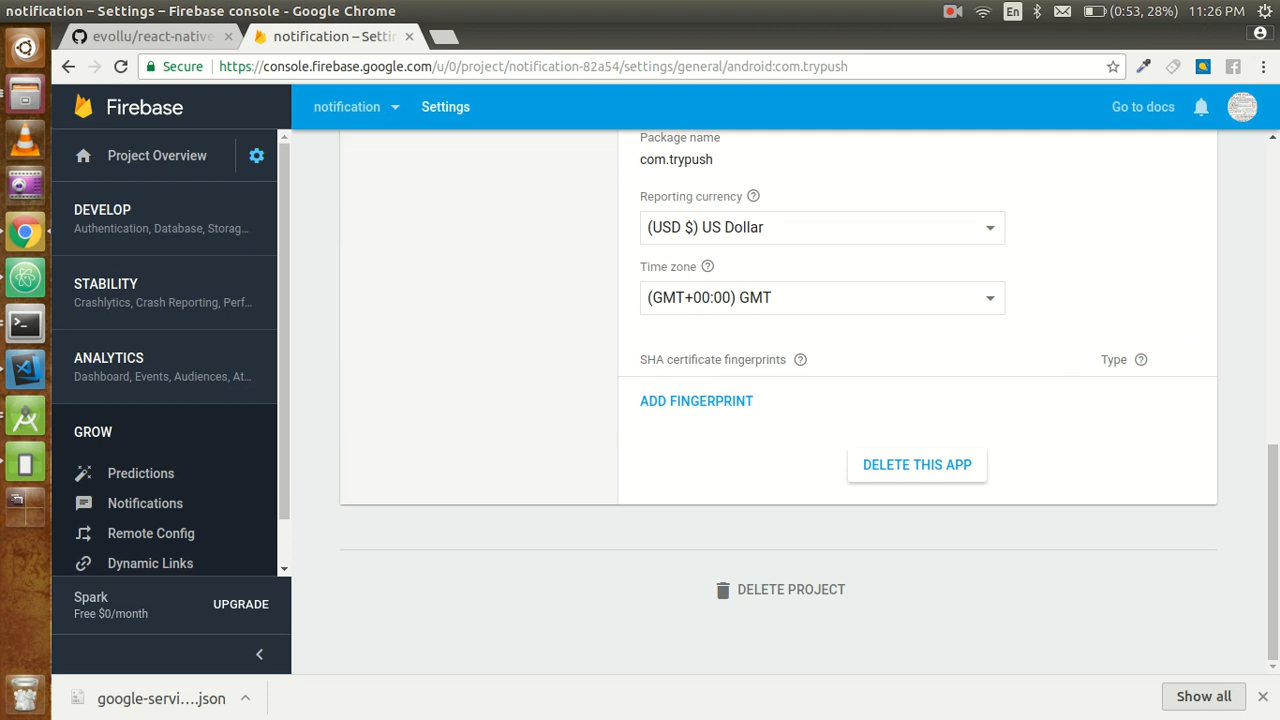 notification – Settings – Firebase console - Google Chrome
En
(0:53, 28%)
11:26 PM
evollu/react-native
notification – Setti
Secure
https://console.firebase.google.com/u/0/project/notification-82a54/settings/general/android:com.trypush
Firebase
notification
Settings
Go to docs
Project Overview
DEVELOP
Authentication, Database, Storag...
STABILITY
Crashlytics, Crash Reporting, Perf...
ANALYTICS
Dashboard, Events, Audiences, At...
GROW
Predictions
Notifications
Remote Config
Dynamic Links
Spark
Free $0/month
UPGRADE
Package name
com.trypush
Reporting currency
(USD $) US Dollar
Time zone
(GMT+00:00) GMT
SHA certificate fingerprints
Type
ADD FINGERPRINT
DELETE THIS APP
DELETE PROJECT
google-servi....json
Show all